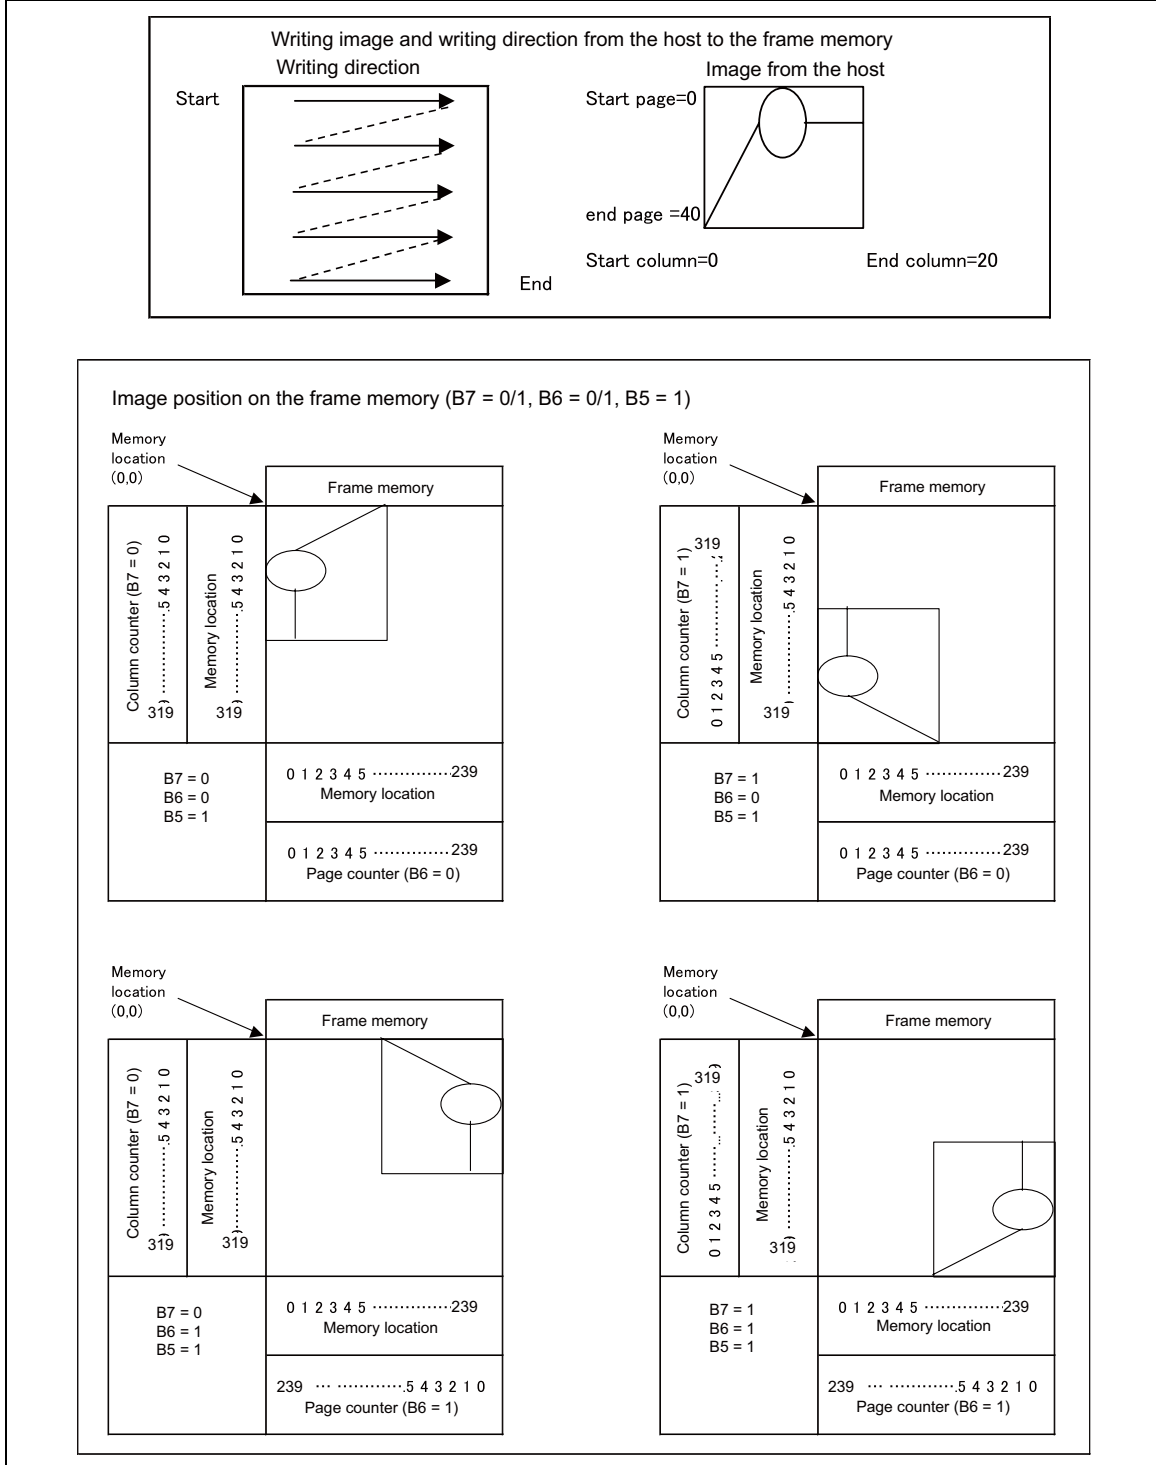 Writing image and writing direction from the host to the frame memory
Writing direction
Image from the host
Start
Start page=0
end page =40
Start column=0
End column=20
End
Image position on the frame memory (B7 = 0/1, B6 = 0/1, B5 = 1)
Memory
location
(0,0)
Frame memory
Column counter (B7 = 0)
319 ··············.5 4 3 2 1 0
Memory location
319 ··············.5 4 3 2 1 0
B7 = 0
B6 = 0
B5 = 1
0 1 2 3 4 5 ··············239
Memory location
0 1 2 3 4 5 ··············239
Page counter (B6 = 0)
Memory
location
(0,0)
Frame memory
Column counter (B7 = 1)
0 1 2 3 4 5 ·············· 319
Memory location
319 ··············.5 4 3 2 1 0
B7 = 1
B6 = 0
B5 = 1
0 1 2 3 4 5 ··············239
Memory location
0 1 2 3 4 5 ··············239
Page counter (B6 = 0)
Memory
location
(0,0)
Frame memory
Column counter (B7 = 0)
319 ··············.5 4 3 2 1 0
Memory location
319 ··············.5 4 3 2 1 0
B7 = 0
B6 = 1
B5 = 1
0 1 2 3 4 5 ··············239
Memory location
239 ··· ············.5 4 3 2 1 0
Page counter (B6 = 1)
Memory
location
(0,0)
Frame memory
Column counter (B7 = 1)
0 1 2 3 4 5 ·············· 319
Memory location
319 ··············.5 4 3 2 1 0
B7 = 1
B6 = 1
B5 = 1
0 1 2 3 4 5 ··············239
Memory location
239 ··· ············.5 4 3 2 1 0
Page counter (B6 = 1)